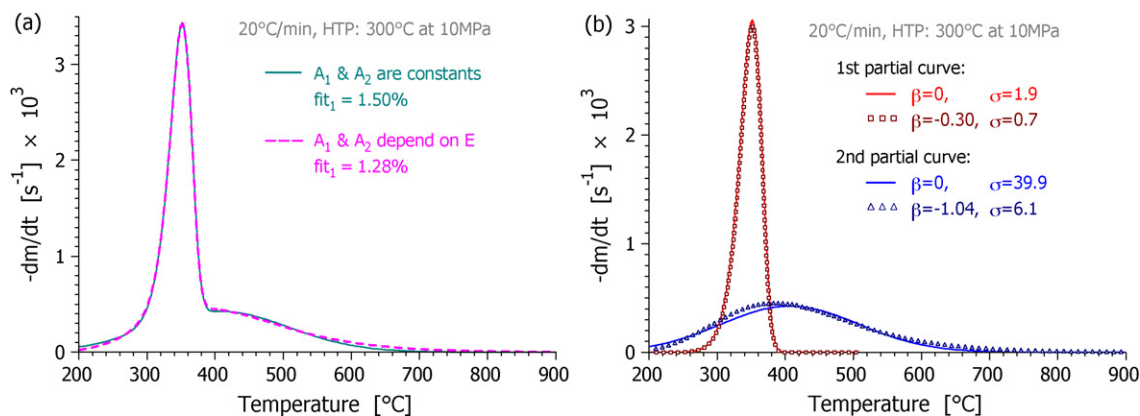 (a)
20°C/min, HTP: 300°C at 10MPa
A₁ & A₂ are constants
fit₁ = 1.50%
A₁ & A₂ depend on E
fit₁ = 1.28%
-dm/dt [s⁻¹] × 10³
3
2
1
0
200 300 400 500 600 700 800 900
Temperature [°C]
(b)
20°C/min, HTP: 300°C at 10MPa
1st partial curve:
β=0, σ=1.9
β=-0.30, σ=0.7
2nd partial curve:
β=0, σ=39.9
β=-1.04, σ=6.1
-dm/dt [s⁻¹] × 10³
3
2
1
0
200 300 400 500 600 700 800 900
Temperature [°C]